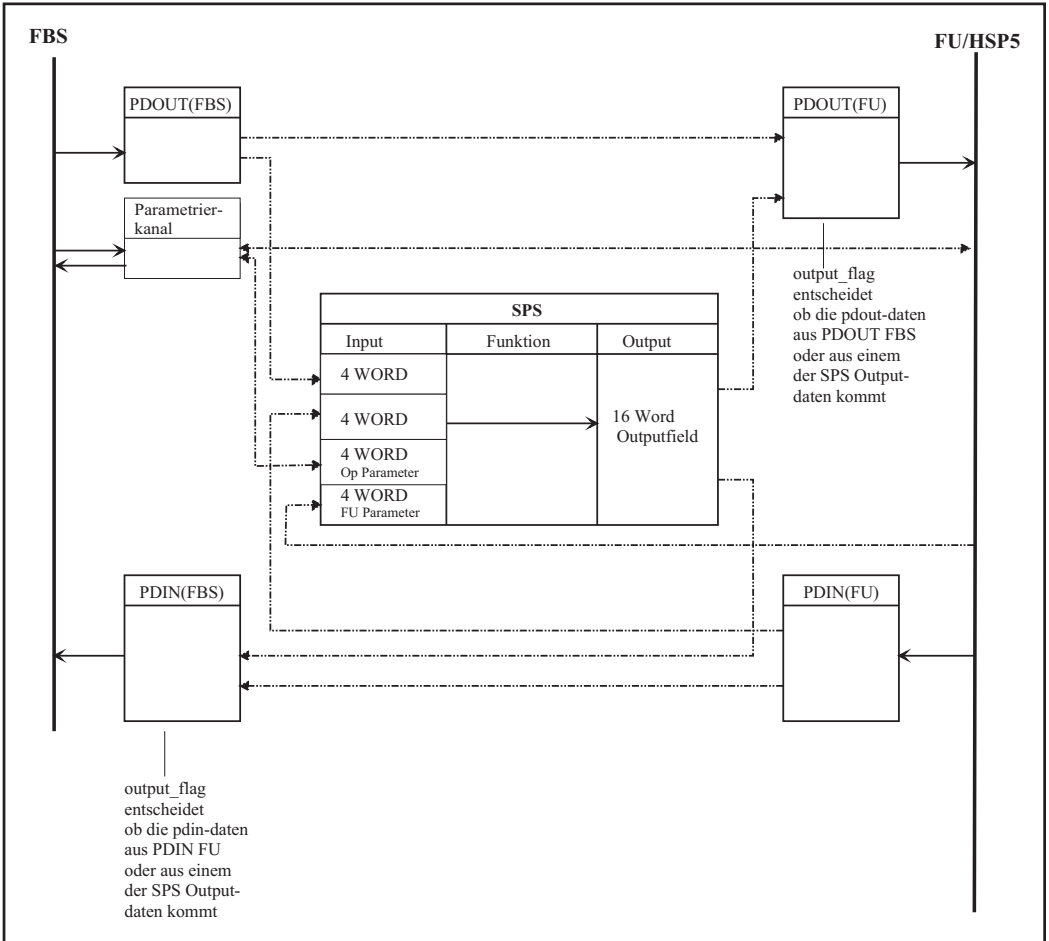 FBS
FU/HSP5
PDOUT(FBS)
PDOUT(FU)
Parametrier-
kanal
output_flag
entscheidet
ob die pdout-daten
aus PDOUT FBS
oder aus einem
der SPS Output-
daten kommt
SPS
Input
Funktion
Output
4 WORD
4 WORD
4 WORD
Op Parameter
4 WORD
FU Parameter
16 Word
Outputfield
PDIN(FBS)
PDIN(FU)
output_flag
entscheidet
ob die pdin-daten
aus PDIN FU
oder aus einem
der SPS Output-
daten kommt